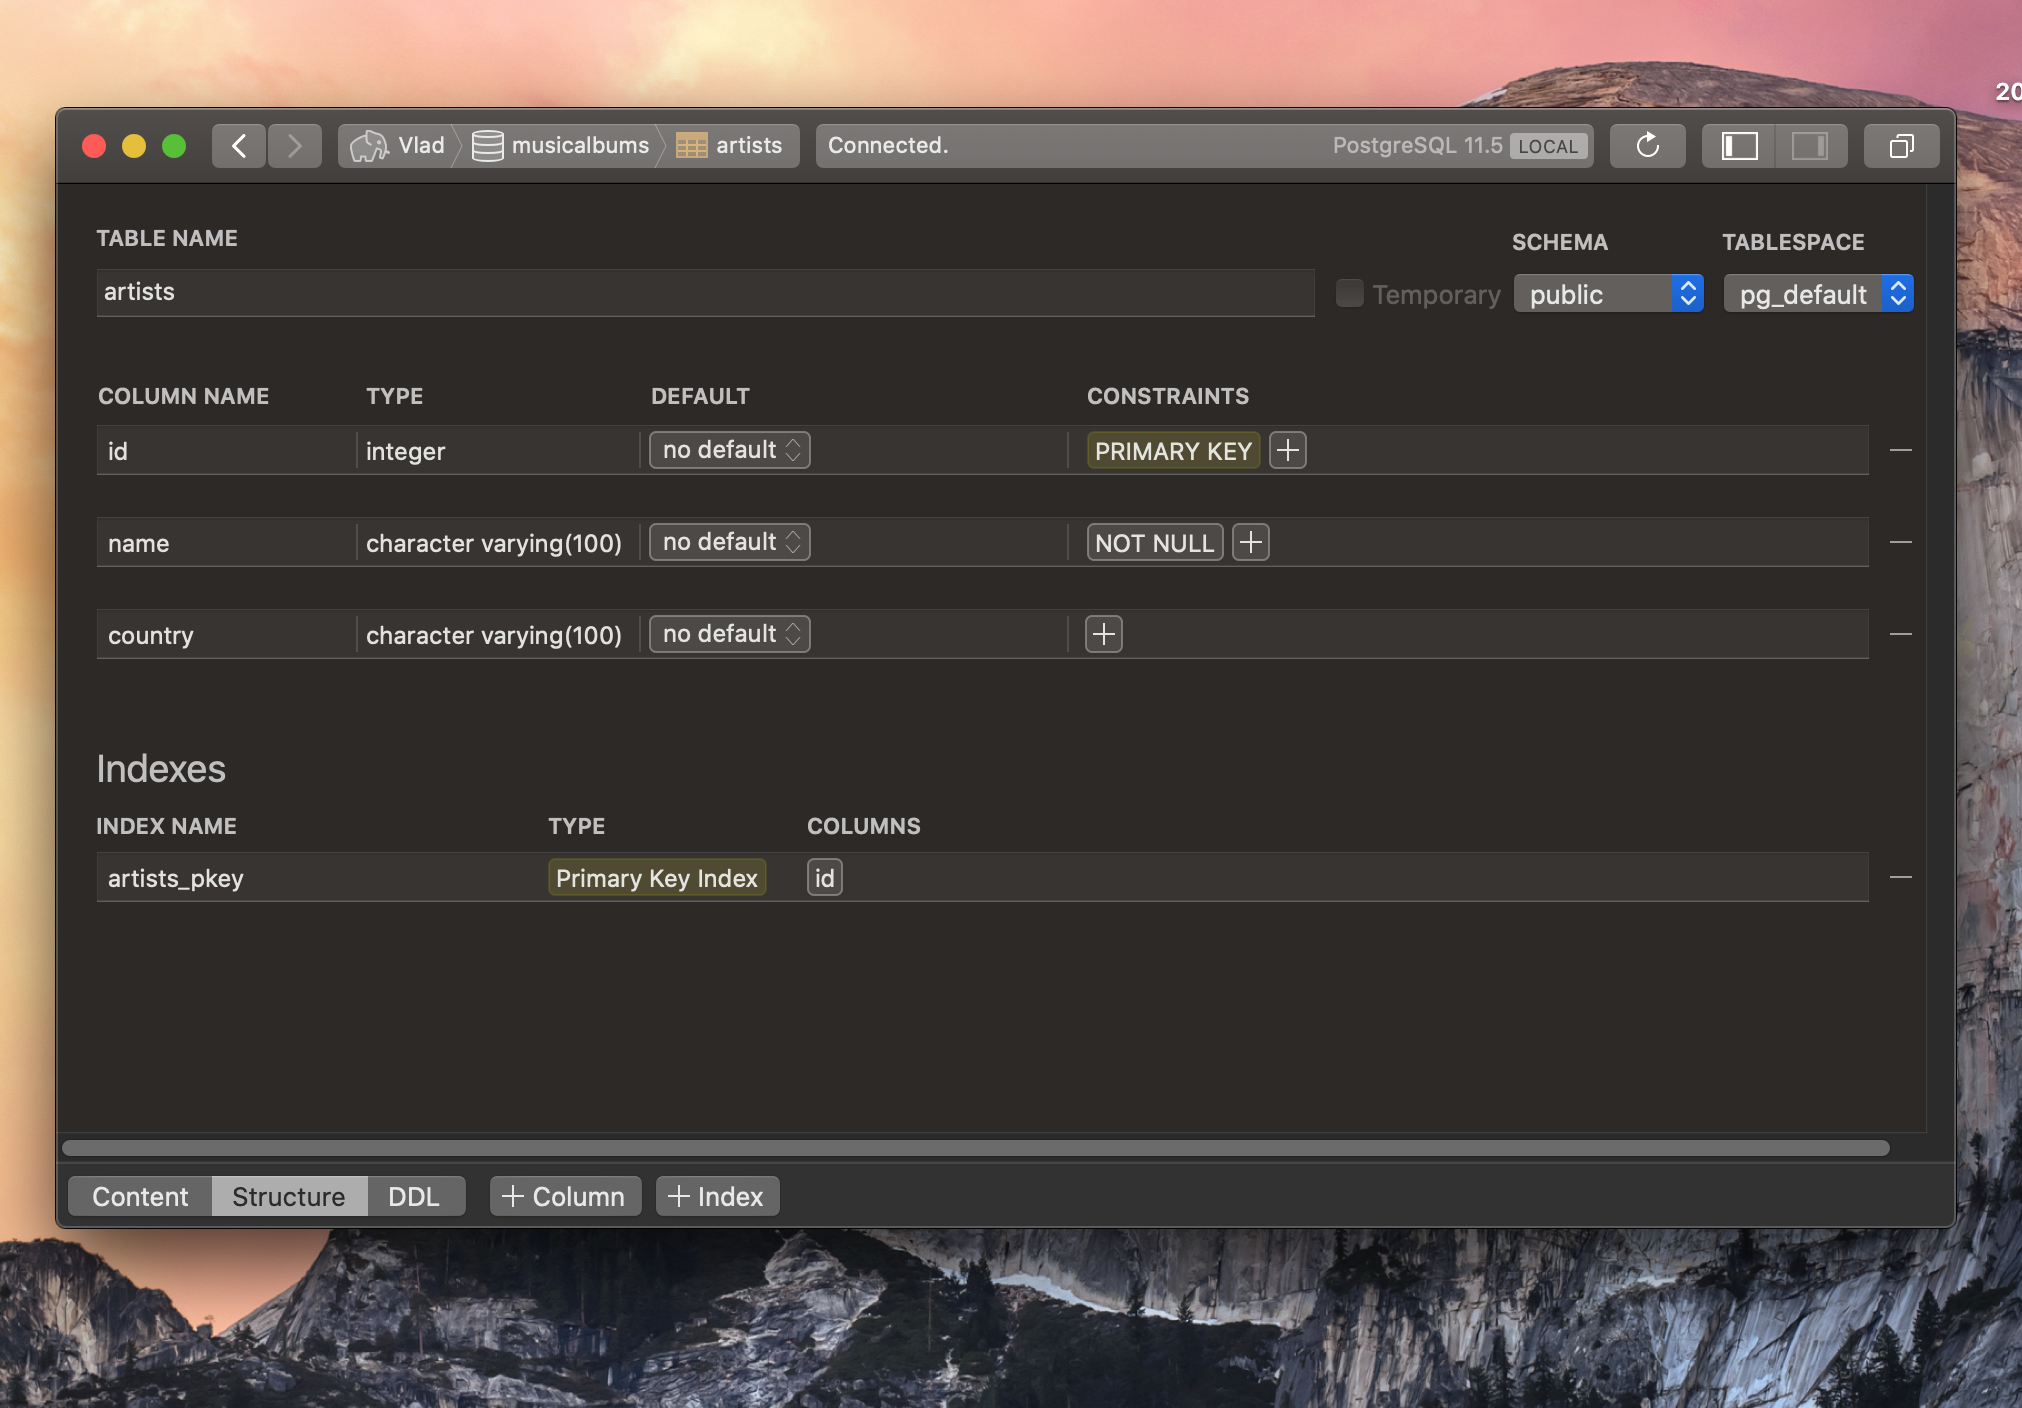 20
Vlad musicalbums artists Connected. PostgreSQL 11.5 LOCAL
TABLE NAME SCHEMA TABLESPACE
artists Temporary public pg_default
COLUMN NAME TYPE DEFAULT CONSTRAINTS
id integer no default PRIMARY KEY
name character varying(100) no default NOT NULL
country character varying(100) no default
Indexes
INDEX NAME TYPE COLUMNS
artists_pkey Primary Key Index id
Content Structure DDL + Column + Index